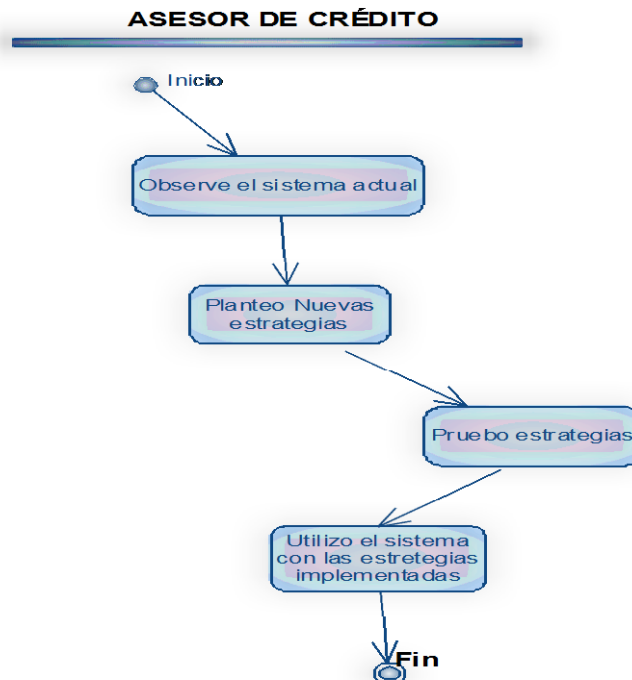 ASESOR DE CRÉDITO
Inicio
Observe el sistema actual
Planteo Nuevas
estrategias
Pruebo estrategias
Utilizo el sistema
con las estretegias
implementadas
Fin